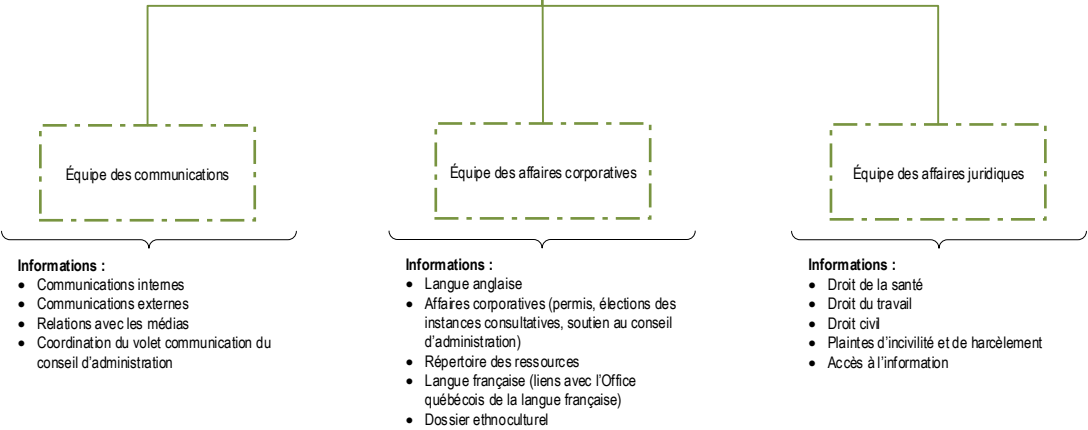 Équipe des communications
Informations :
• Communications internes
• Communications externes
• Relations avec les médias
• Coordination du volet communication du
conseil d'administration
Équipe des affaires corporatives
Informations :
• Langue anglaise
• Affaires corporatives (permis, élections des
instances consultatives, soutien au conseil
d'administration)
• Répertoire des ressources
• Langue française (liens avec l'Office
québécois de la langue française)
• Dossier ethnoculturel
Équipe des affaires juridiques
Informations :
• Droit de la santé
• Droit du travail
• Droit civil
• Plaintes d'incivilité et de harcèlement
• Accès à l'information